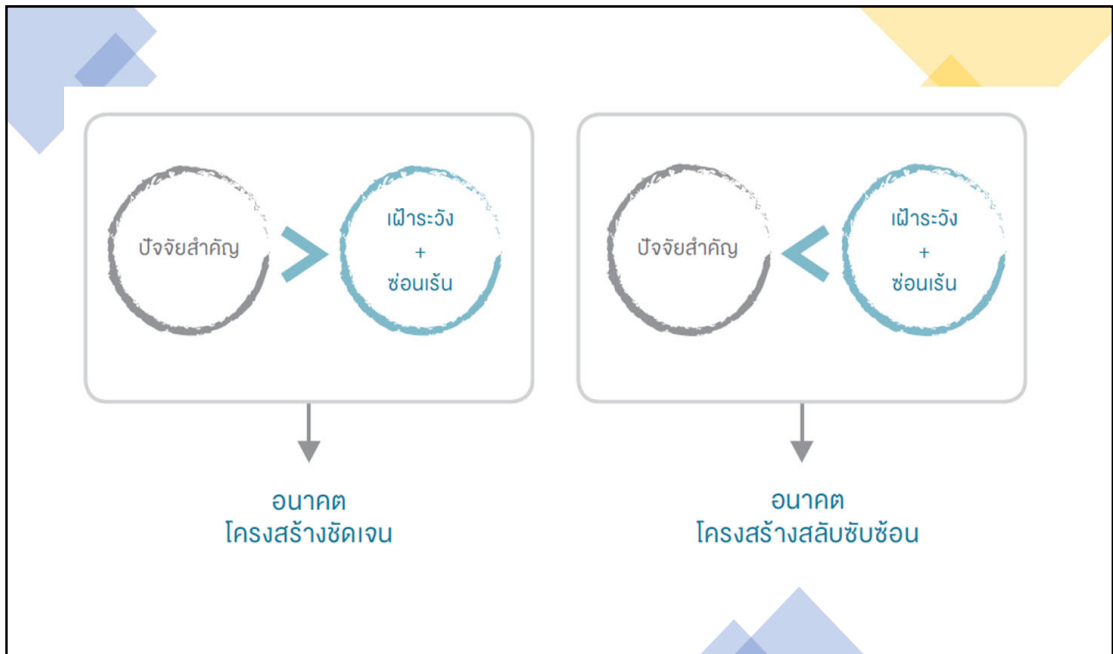 ปัจจัยสำคัญ
>
เฝ้าระวัง
+
ซ่อนเร้น
อนาคต
โครงสร้างชัดเจน
ปัจจัยสำคัญ
<
เฝ้าระวัง
+
ซ่อนเร้น
อนาคต
โครงสร้างสลับซับซ้อน